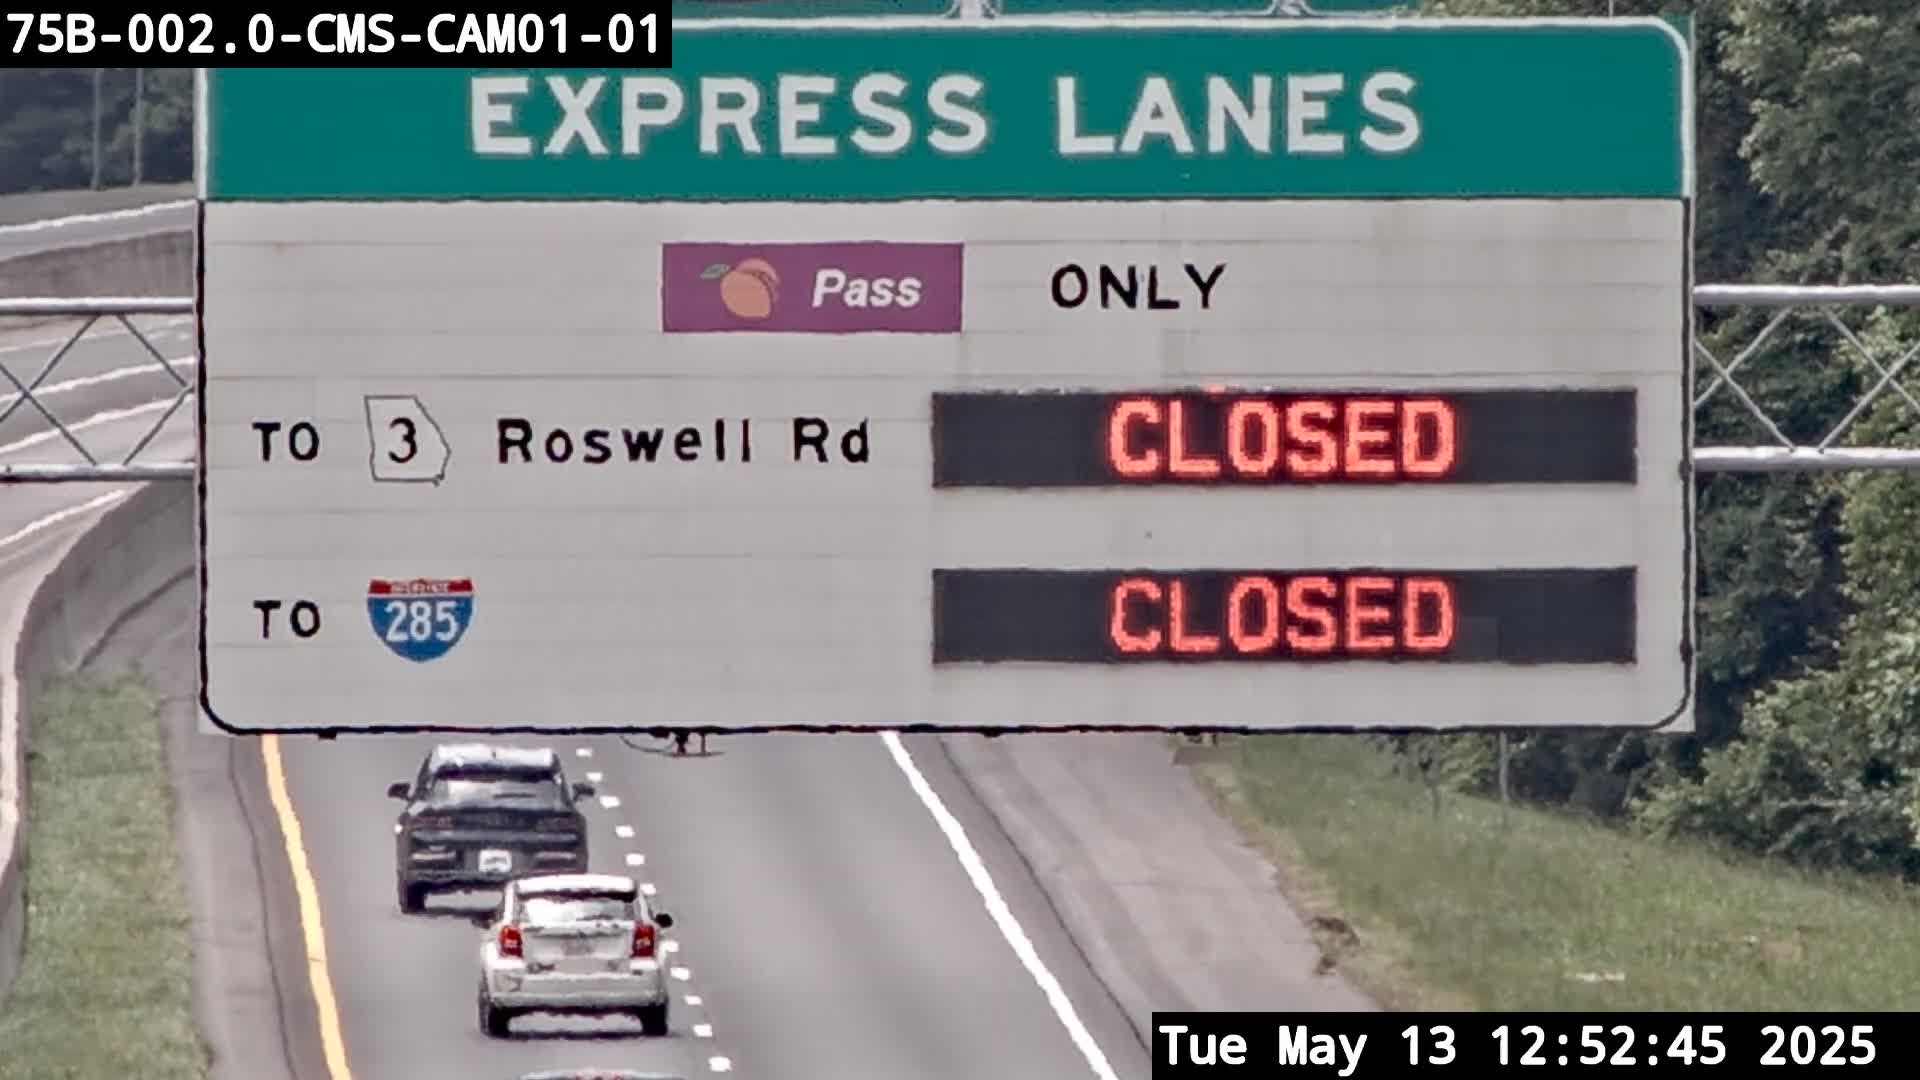 75B-002.0-CMS-CAM01-01
EXPRESS LANES
Pass ONLY
TO 3 Roswell Rd CLOSED
TO 285 CLOSED
Tue May 13 12:52:45 2025